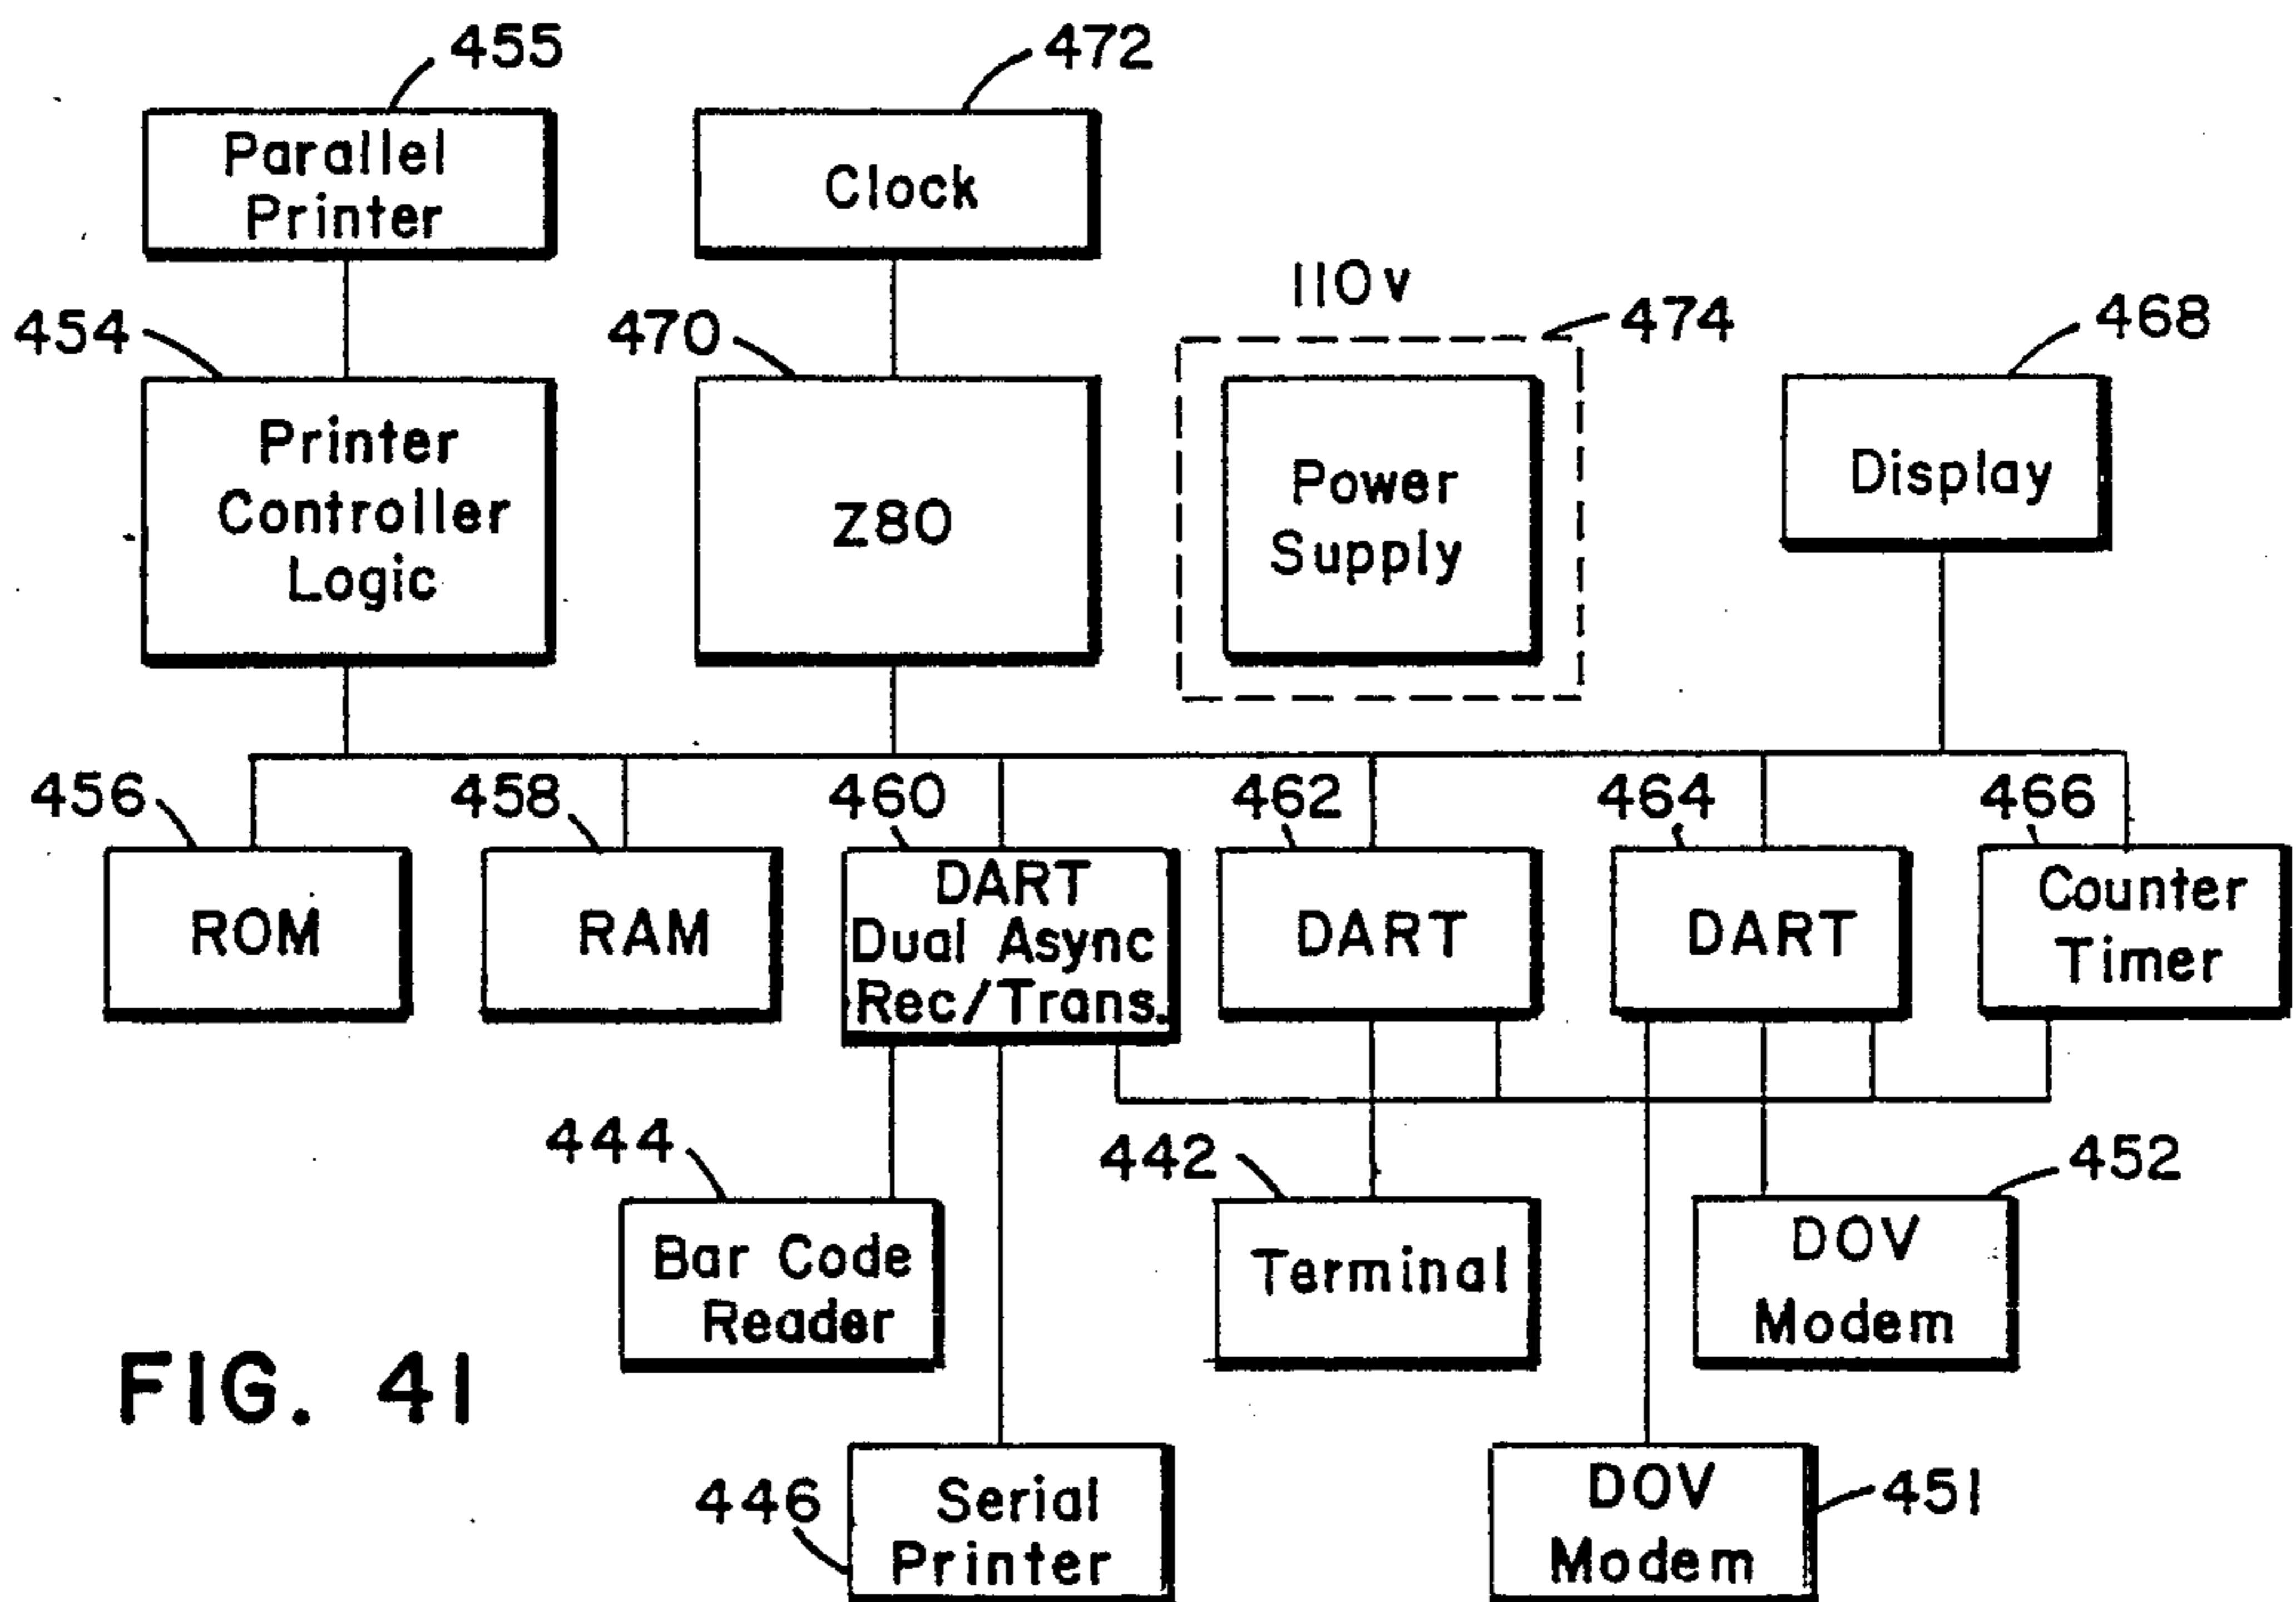 455
472
Parallel
Printer
Clock
110v
454
470
474
468
Printer
Controller
Logic
Z80
Power
Supply
Display
456
458
460
462
464
466
ROM
RAM
DART
Dual Async
Rec/Trans.
DART
DART
Counter
Timer
444
442
452
Bar Code
Reader
Terminal
DOV
Modem
FIG. 41
446
Serial
Printer
DOV
Modem
451